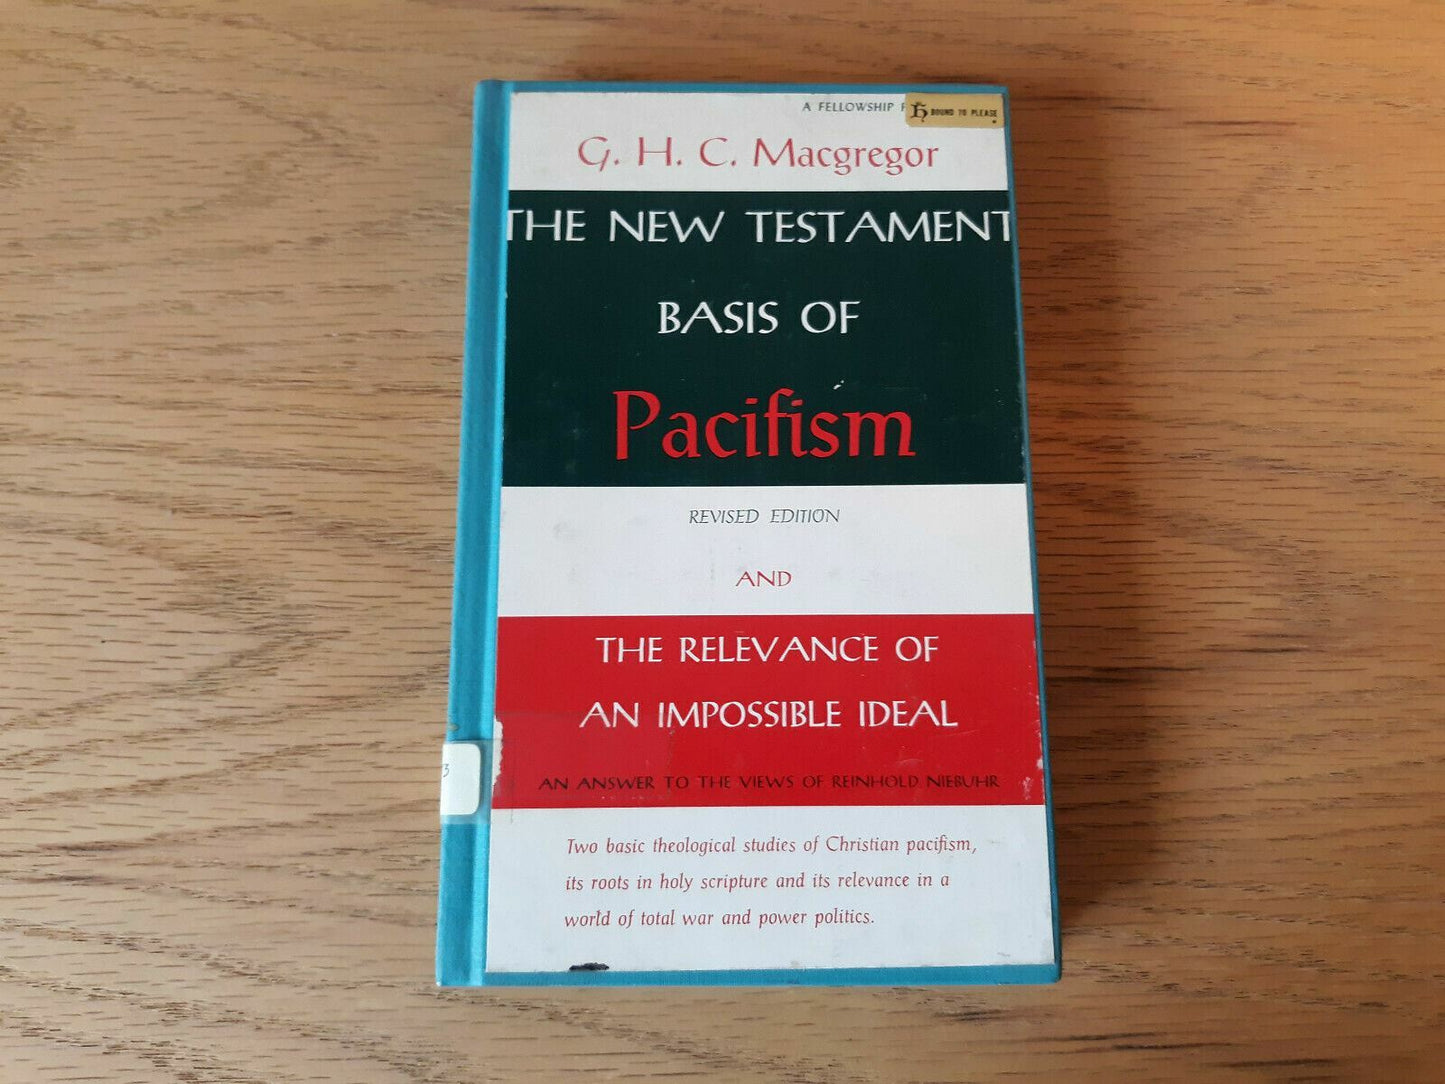 A FELLOWSHIP
BOUND TO PLEASE
G. H. C. Macgregor
THE NEW TESTAMENT
BASIS OF
Pacifism
REVISED EDITION
AND
THE RELEVANCE OF
AN IMPOSSIBLE IDEAL
AN ANSWER TO THE VIEWS OF REINHOLD NIEBUHR
3
Two basic theological studies of Christian pacifism,
its roots in holy scripture and its relevance in a
world of total war and power politics.